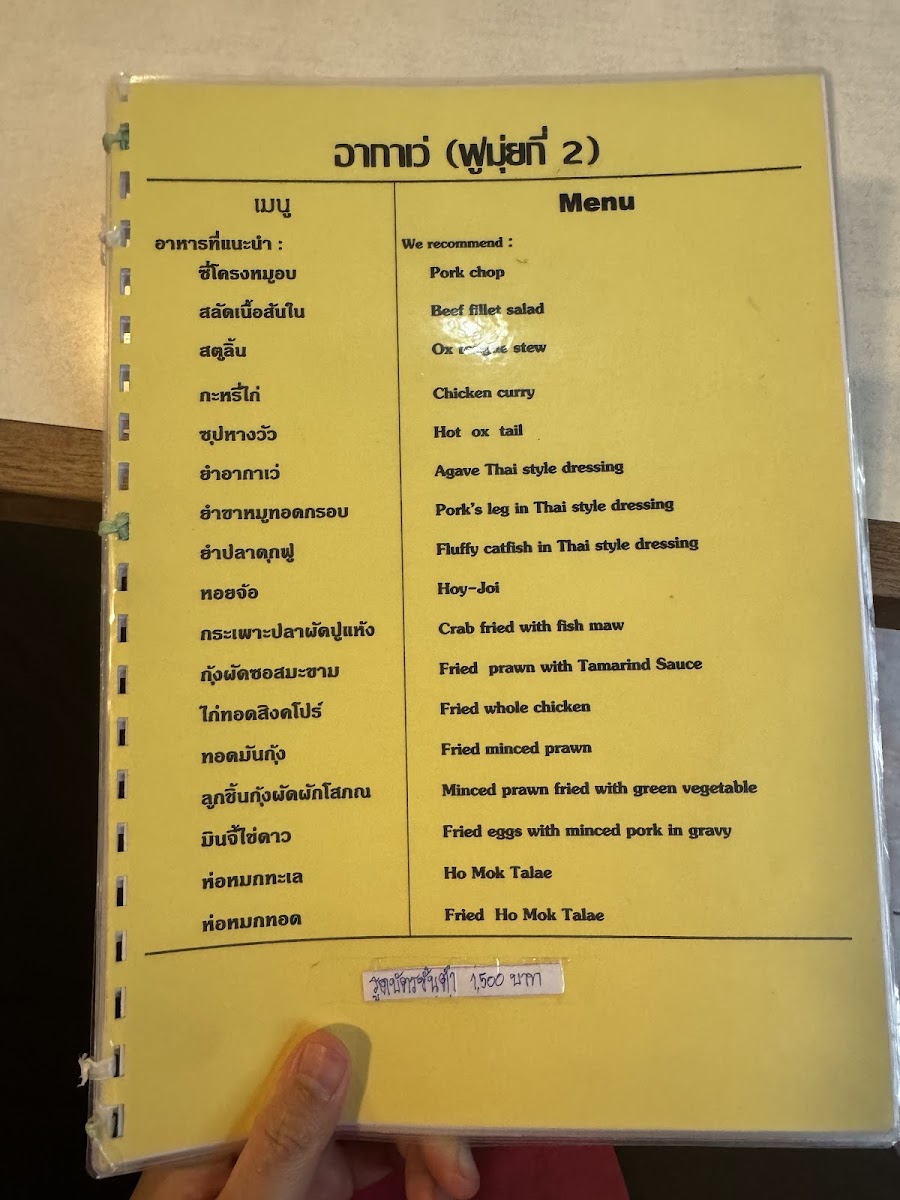 อากาเว่ (ฟูมุ่ยกี่ 2)
เมนู Menu
อาหารที่แนะนำ : We recommend :
ซี่โครงหมูอบ Pork chop
สลัดเนื้อสันใน Beef fillet salad
สตูลิ้น Ox tongue stew
กะหรี่ไก่ Chicken curry
ซุปหางวัว Hot ox tail
ยำอากาเว่ Agave Thai style dressing
ยำขาหมูทอดกรอบ Pork's leg in Thai style dressing
ยำปลาดุกฟู Fluffy catfish in Thai style dressing
หอยจ้อ Hoy-Joi
กระเพาะปลาผัดปูแห้ง Crab fried with fish maw
กุ้งผัดซอสมะขาม Fried prawn with Tamarind Sauce
ไก่ทอดสิงคโปร์ Fried whole chicken
ทอดมันกุ้ง Fried minced prawn
ลูกชิ้นกุ้งผัดผักโสภณ Minced prawn fried with green vegetable
มินจี้ไข่ดาว Fried eggs with minced pork in gravy
ห่อหมกทะเล Ho Mok Talae
ห่อหมกทอด Fried Ho Mok Talae
รูดบัตรขั้นต่ำ 1,500 บาท